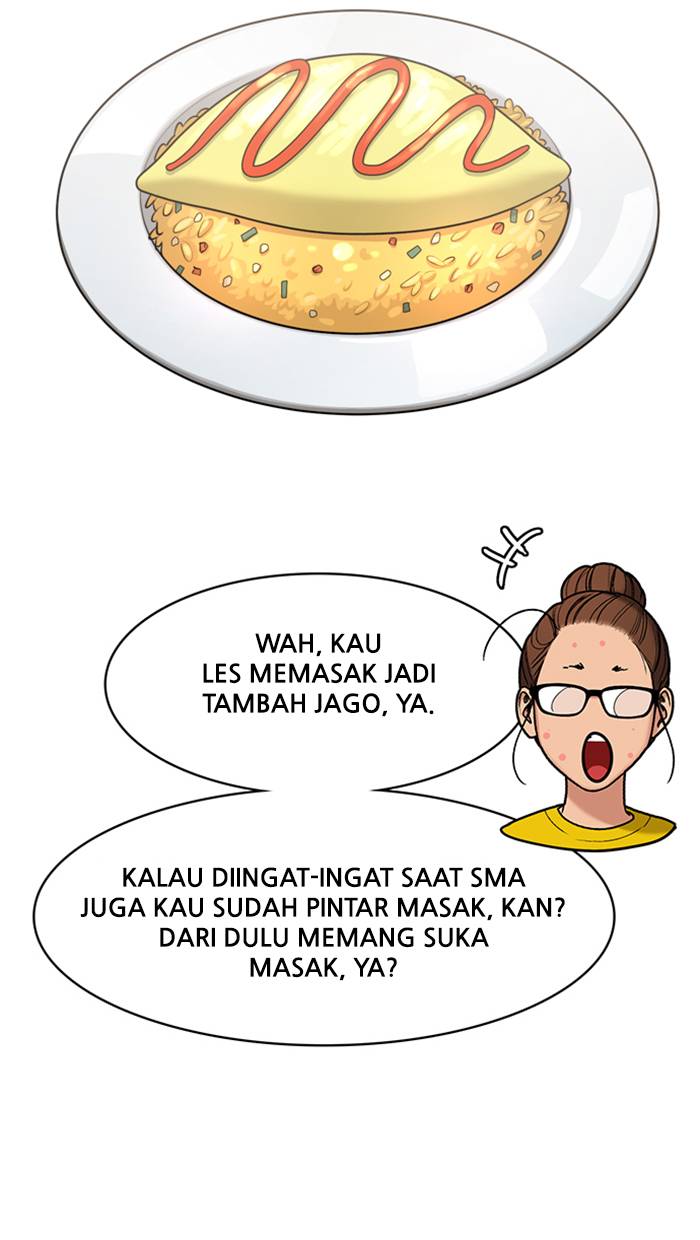 WAH, KAU
LES MEMASAK JADI
TAMBAH JAGO, YA.
KALAU DIINGAT-INGAT SAAT SMA
JUGA KAU SUDAH PINTAR MASAK, KAN?
DARI DULU MEMANG SUKA
MASAK, YA?